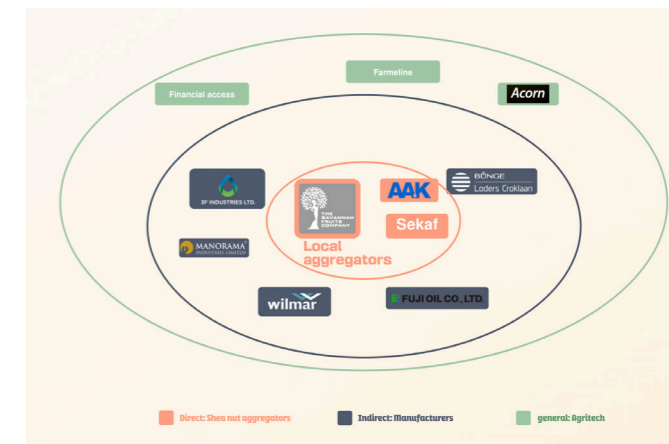 Farmeline
Financial access
Acorn
3F INDUSTRIES LTD.
THE
SAVANNAH
FRUITS
COMPANY
AAK
BÜNGE
Loders Croklaan
Sekaf
MANORAMA
INDUSTRIES LIMITED
Local
aggregators
wilmar
FUJI OIL CO., LTD.
Direct: Shea nut aggregators
Indirect: Manufacturers
general: Agritech